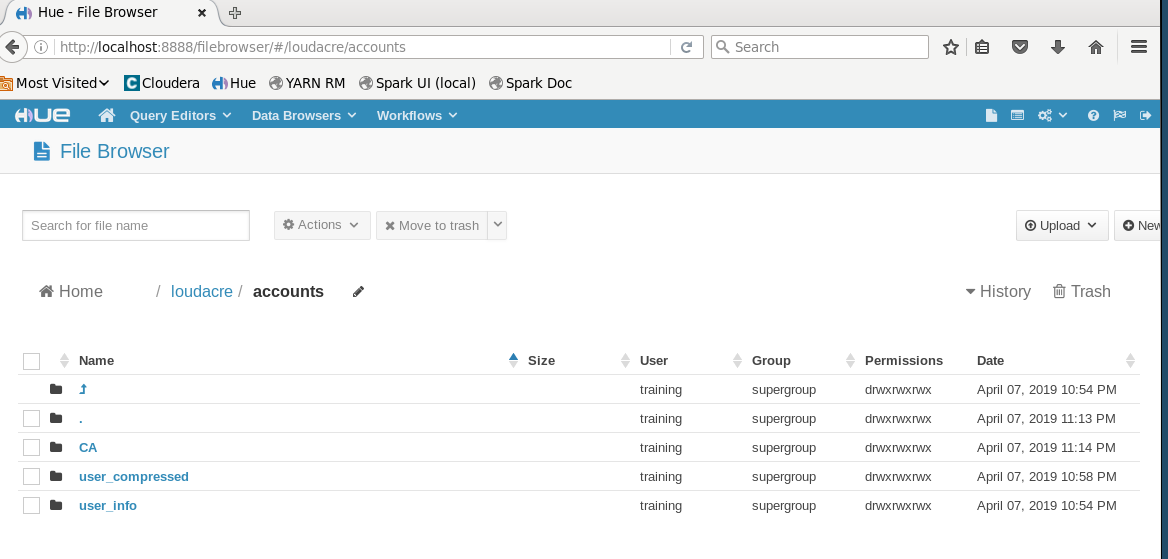 Hue - File Browser
http://localhost:8888/filebrowser/#/loudacre/accounts
Search
Most Visited Cloudera Hue YARN RM Spark UI (local) Spark Doc
HUE Query Editors Data Browsers Workflows
File Browser
Search for file name Actions Move to trash Upload New
Home / loudacre / accounts History Trash
Name Size User Group Permissions Date
training supergroup drwxrwxrwx April 07, 2019 10:54 PM
. training supergroup drwxrwxrwx April 07, 2019 11:13 PM
CA training supergroup drwxrwxrwx April 07, 2019 11:14 PM
user_compressed training supergroup drwxrwxrwx April 07, 2019 10:58 PM
user_info training supergroup drwxrwxrwx April 07, 2019 10:54 PM